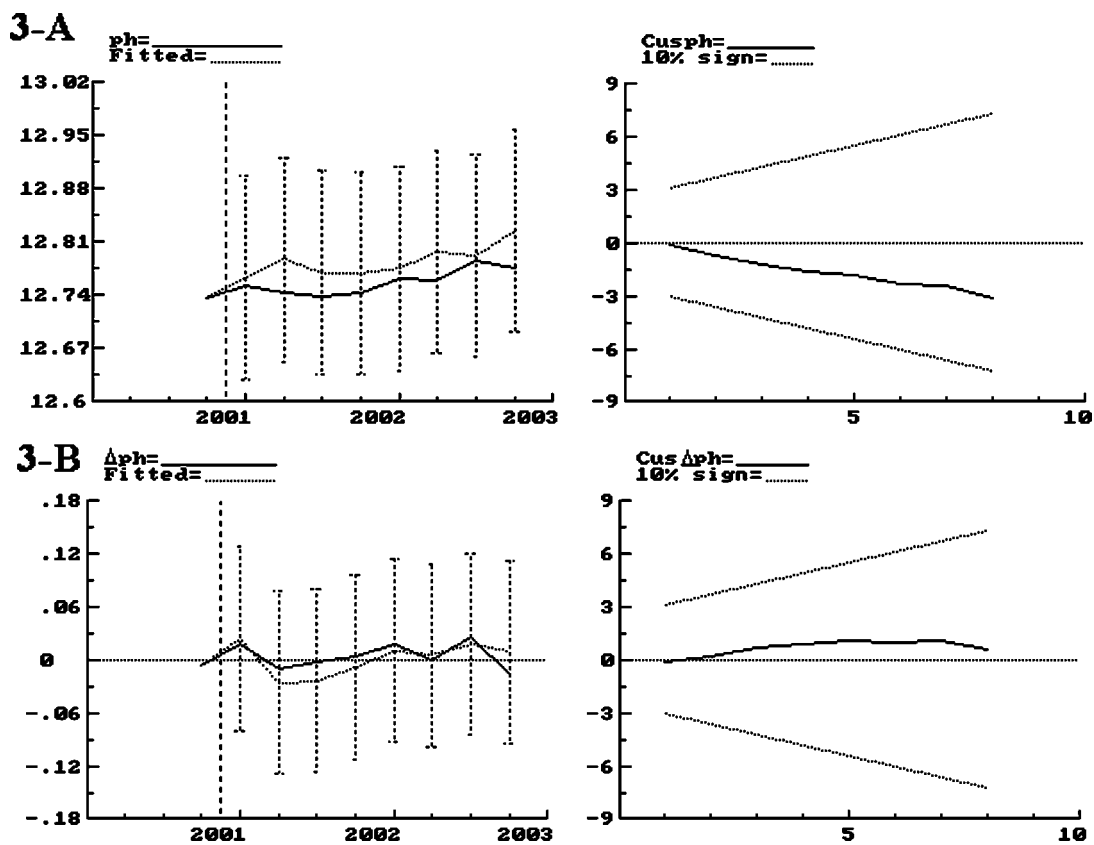 3-A
ph=
Fitted=
13.02
12.95
12.88
12.81
12.74
12.67
12.6
2001 2002 2003
Cusph=
10% sign=
9
6
3
0
-3
-6
-9
5 10
3-B
Δph=
Fitted=
.18
.12
.06
0
-.06
-.12
-.18
2001 2002 2003
CusΔph=
10% sign=
9
6
3
0
-3
-6
-9
5 10